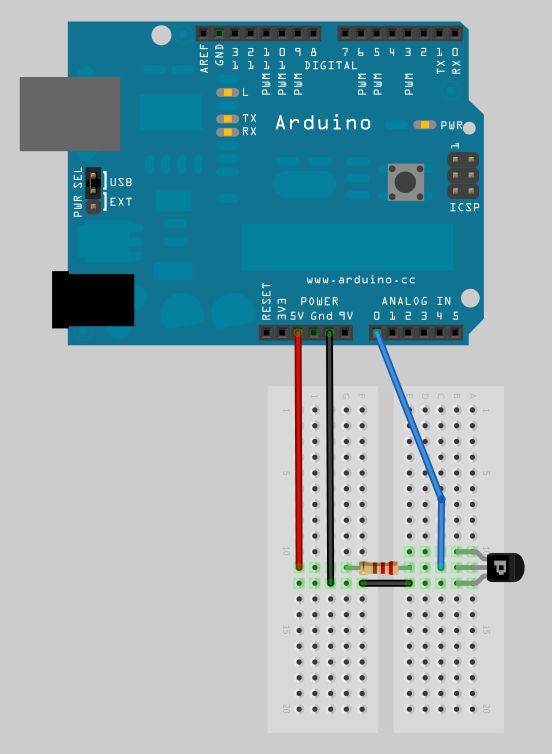 AREF
GND
13
12
11
10
9
8
7
6
5
4
3
2
1
0
TX
RX
PWM
PWM
PWM
PWM
PWM
PWM
DIGITAL
L
TX
RX
Arduino
PWR
1
ICSP
PWR SEL
USB
EXT
www.arduino.cc
POWER
ANALOG IN
RESET
3V3
5V Gnd 9V
0 1 2 3 4 5
I G F E D C B A
1 1
5 5
10
15 15
20 20
P